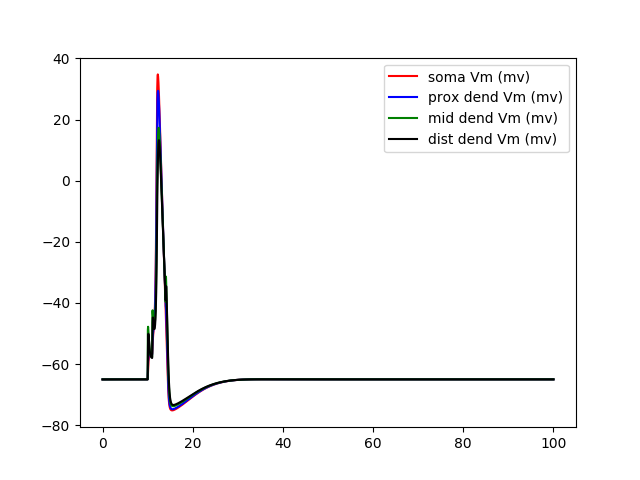 40
20
0
−20
−40
−60
−80
0 20 40 60 80 100
soma Vm (mv)
prox dend Vm (mv)
mid dend Vm (mv)
dist dend Vm (mv)